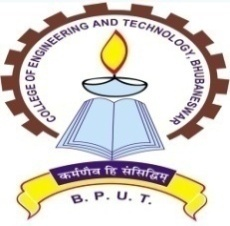 COLLEGE OF ENGINEERING AND TECHNOLOGY, BHUBANESWAR
कर्मणैव हि संसिद्धिम्
B. P. U. T.